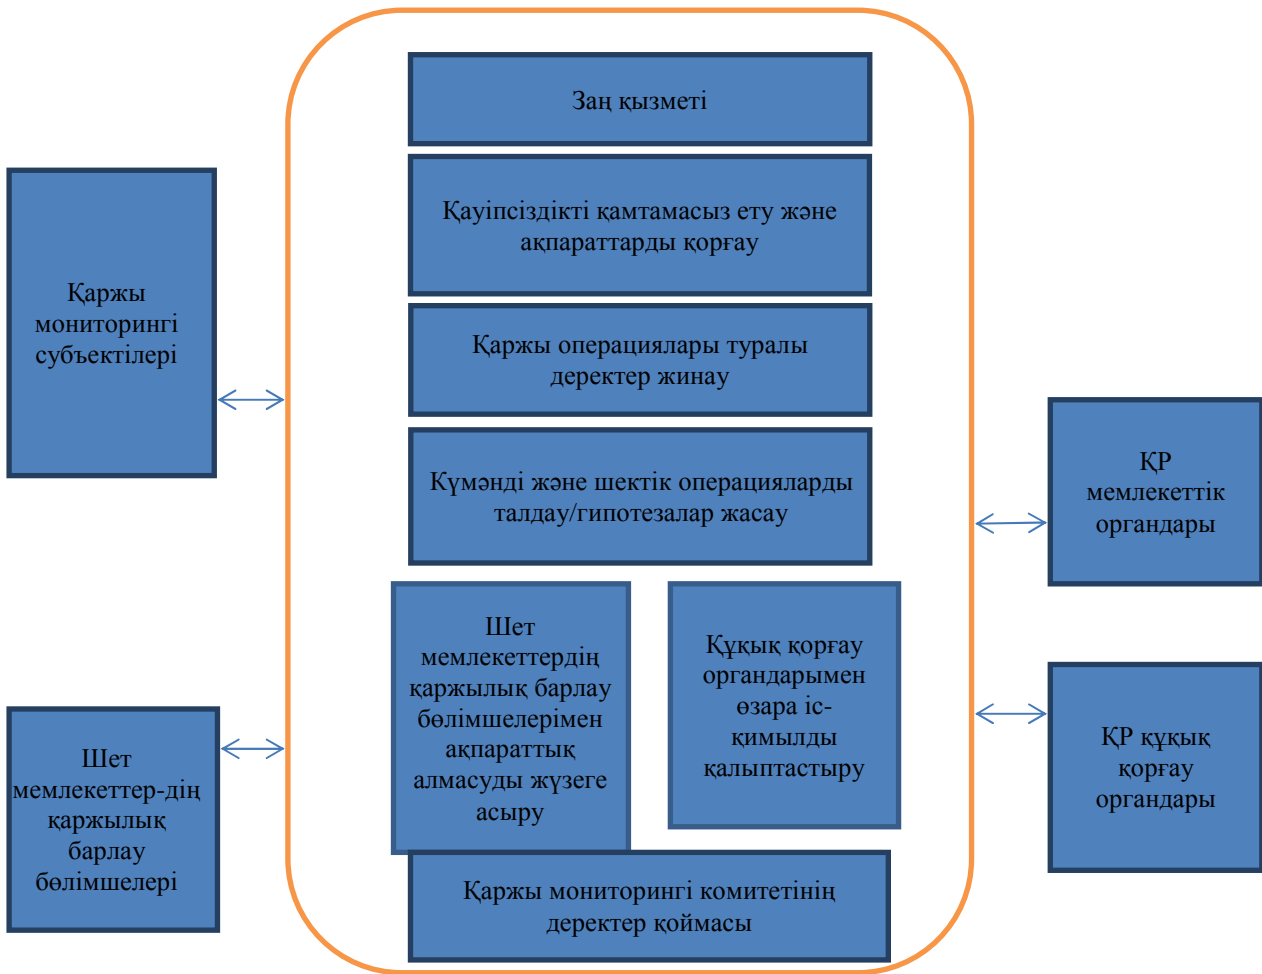 Заң қызметі
Қауіпсіздікті қамтамасыз ету және
ақпараттарды қорғау
Қаржы
мониторингі
субъектілері
Қаржы операциялары туралы
деректер жинау
Күмәнді және шектік операцияларды
талдау/гипотезалар жасау
ҚР
мемлекеттік
органдары
Шет
мемлекеттердің
қаржылық барлау
бөлімшелерімен
ақпараттық
алмасуды жүзеге
асыру
Құқық қорғау
органдарымен
өзара іс-
қимылды
қалыптастыру
Шет
мемлекеттер-дің
қаржылық
барлау
бөлімшелері
ҚР құқық
қорғау
органдары
Қаржы мониторингі комитетінің
деректер қоймасы